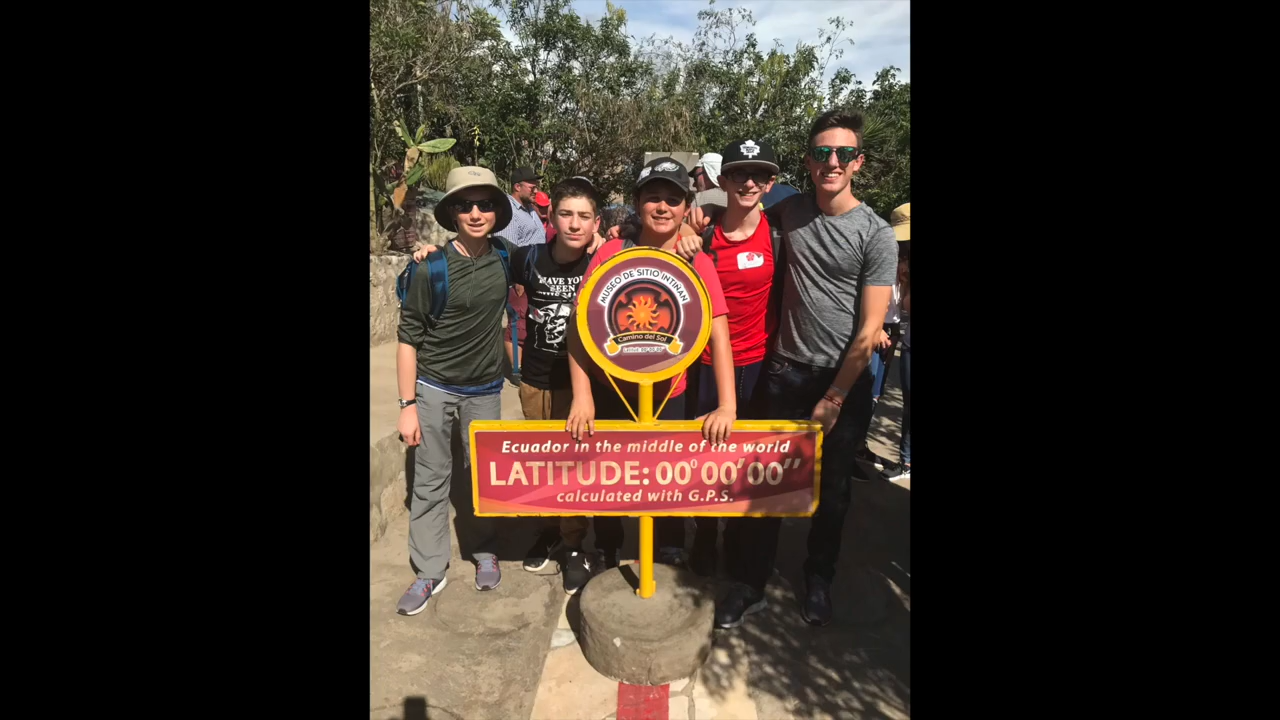 HAVE YOU
SEEN
MUSEO DE SITIO INTIÑAN
Camino del Sol
Ecuador in the middle of the world
LATITUDE: 00° 00' 00''
calculated with G.P.S.